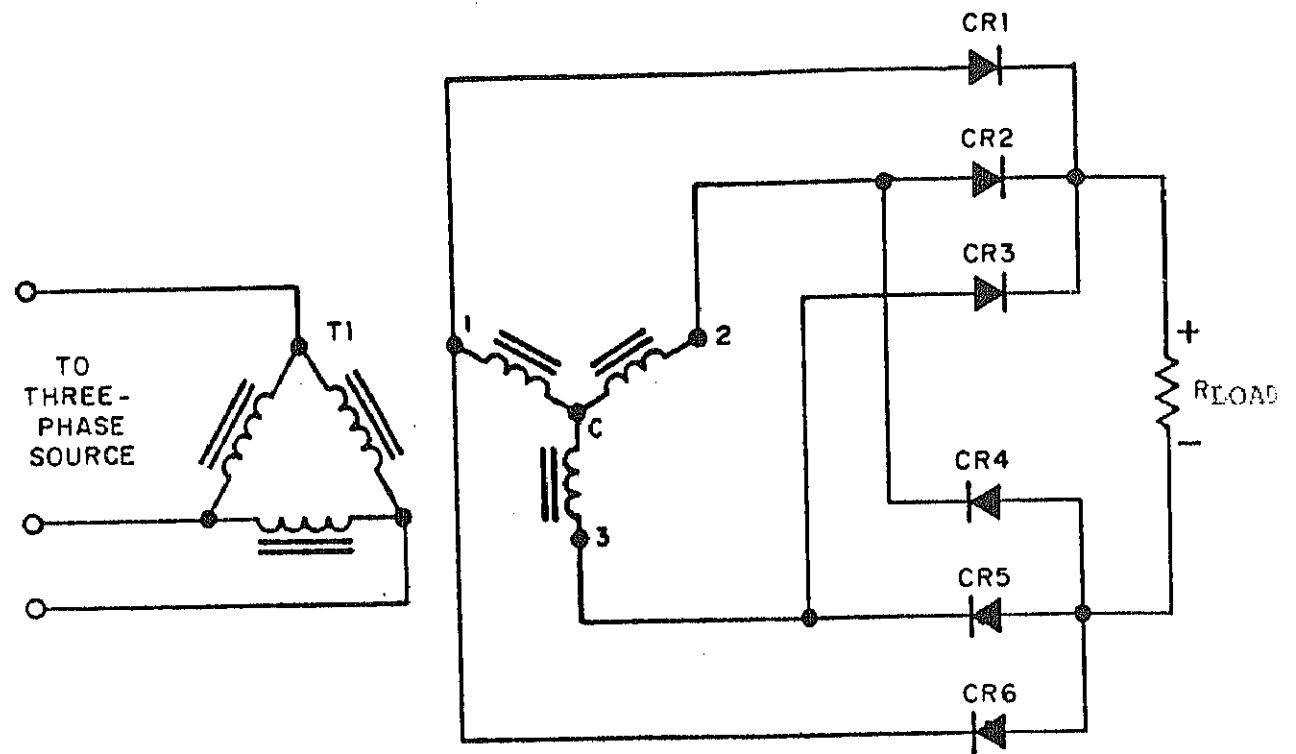 CR1
CR2
CR3
T1
1
2
TO
THREE-
PHASE
SOURCE
C
3
+
RLOAD
−
CR4
CR5
CR6